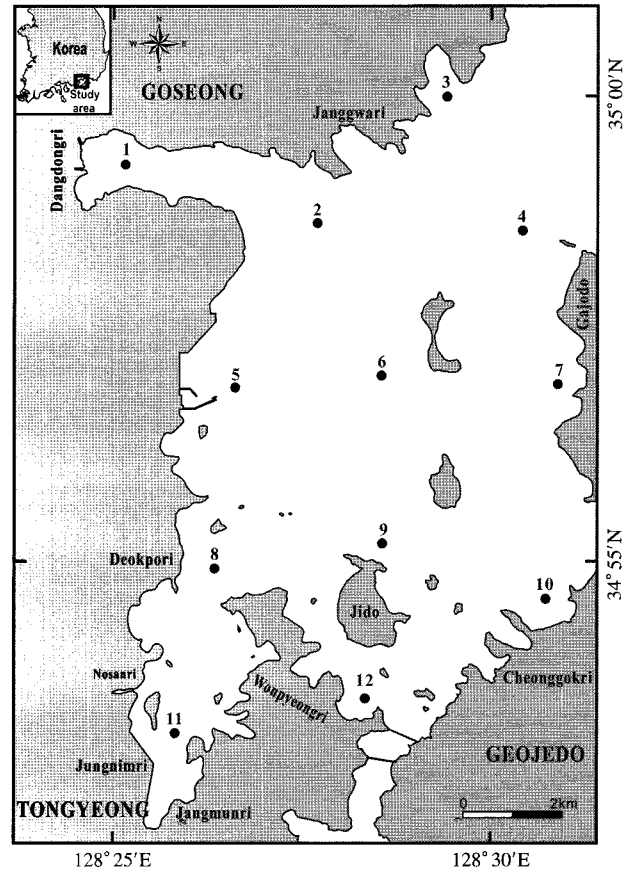 Korea
Study
area
N
W
E
S
GOSEONG
Janggwari
3
35° 00′ N
Dangdongri
1
2
4
Gajodo
5
6
7
9
Deokpori
8
34° 55′ N
10
Jido
Nosanri
Wonpyeongri
12
Cheonggokri
11
GEOJEDO
Jungnimri
TONGYEONG
Jangmunri
0 2km
128° 25′E
128° 30′E